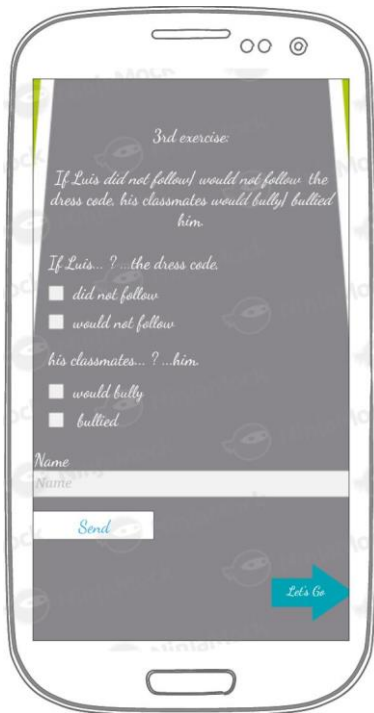 3rd exercise:
If Luis did not follow/ would not follow the
dress code, his classmates would bully/ bullied
him.
If Luis... ? ...the dress code,
did not follow
would not follow
his classmates... ? ...him.
would bully
bullied
Name
Name
Send
Let's Go